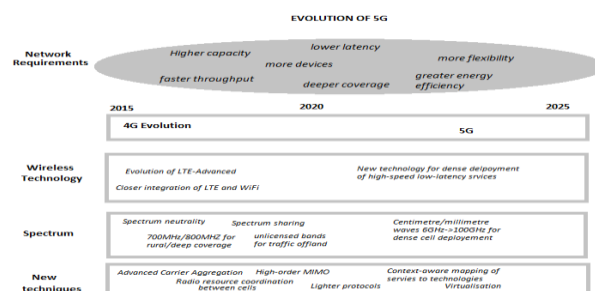 EVOLUTION OF 5G
Network
Requirements
Higher capacity
lower latency
more flexibility
more devices
faster throughput
deeper coverage
greater energy
efficiency
2015
2020
2025
4G Evolution
5G
Wireless
Technology
Evolution of LTE-Advanced
Closer integration of LTE and WiFi
New technology for dense delpoyment
of high-speed low-latency srvices
Spectrum
Spectrum neutrality
Spectrum sharing
700MHz/800MHZ for
rural/deep coverage
unlicensed bands
for traffic offland
Centimetre/millimetre
waves 6GHz->100GHz for
dense cell deployement
New
techniques
Advanced Carrier Aggregation
High-order MIMO
Radio resource coordination
between cells
Lighter protocols
Context-aware mapping of
servies to technologies
Virtualisation